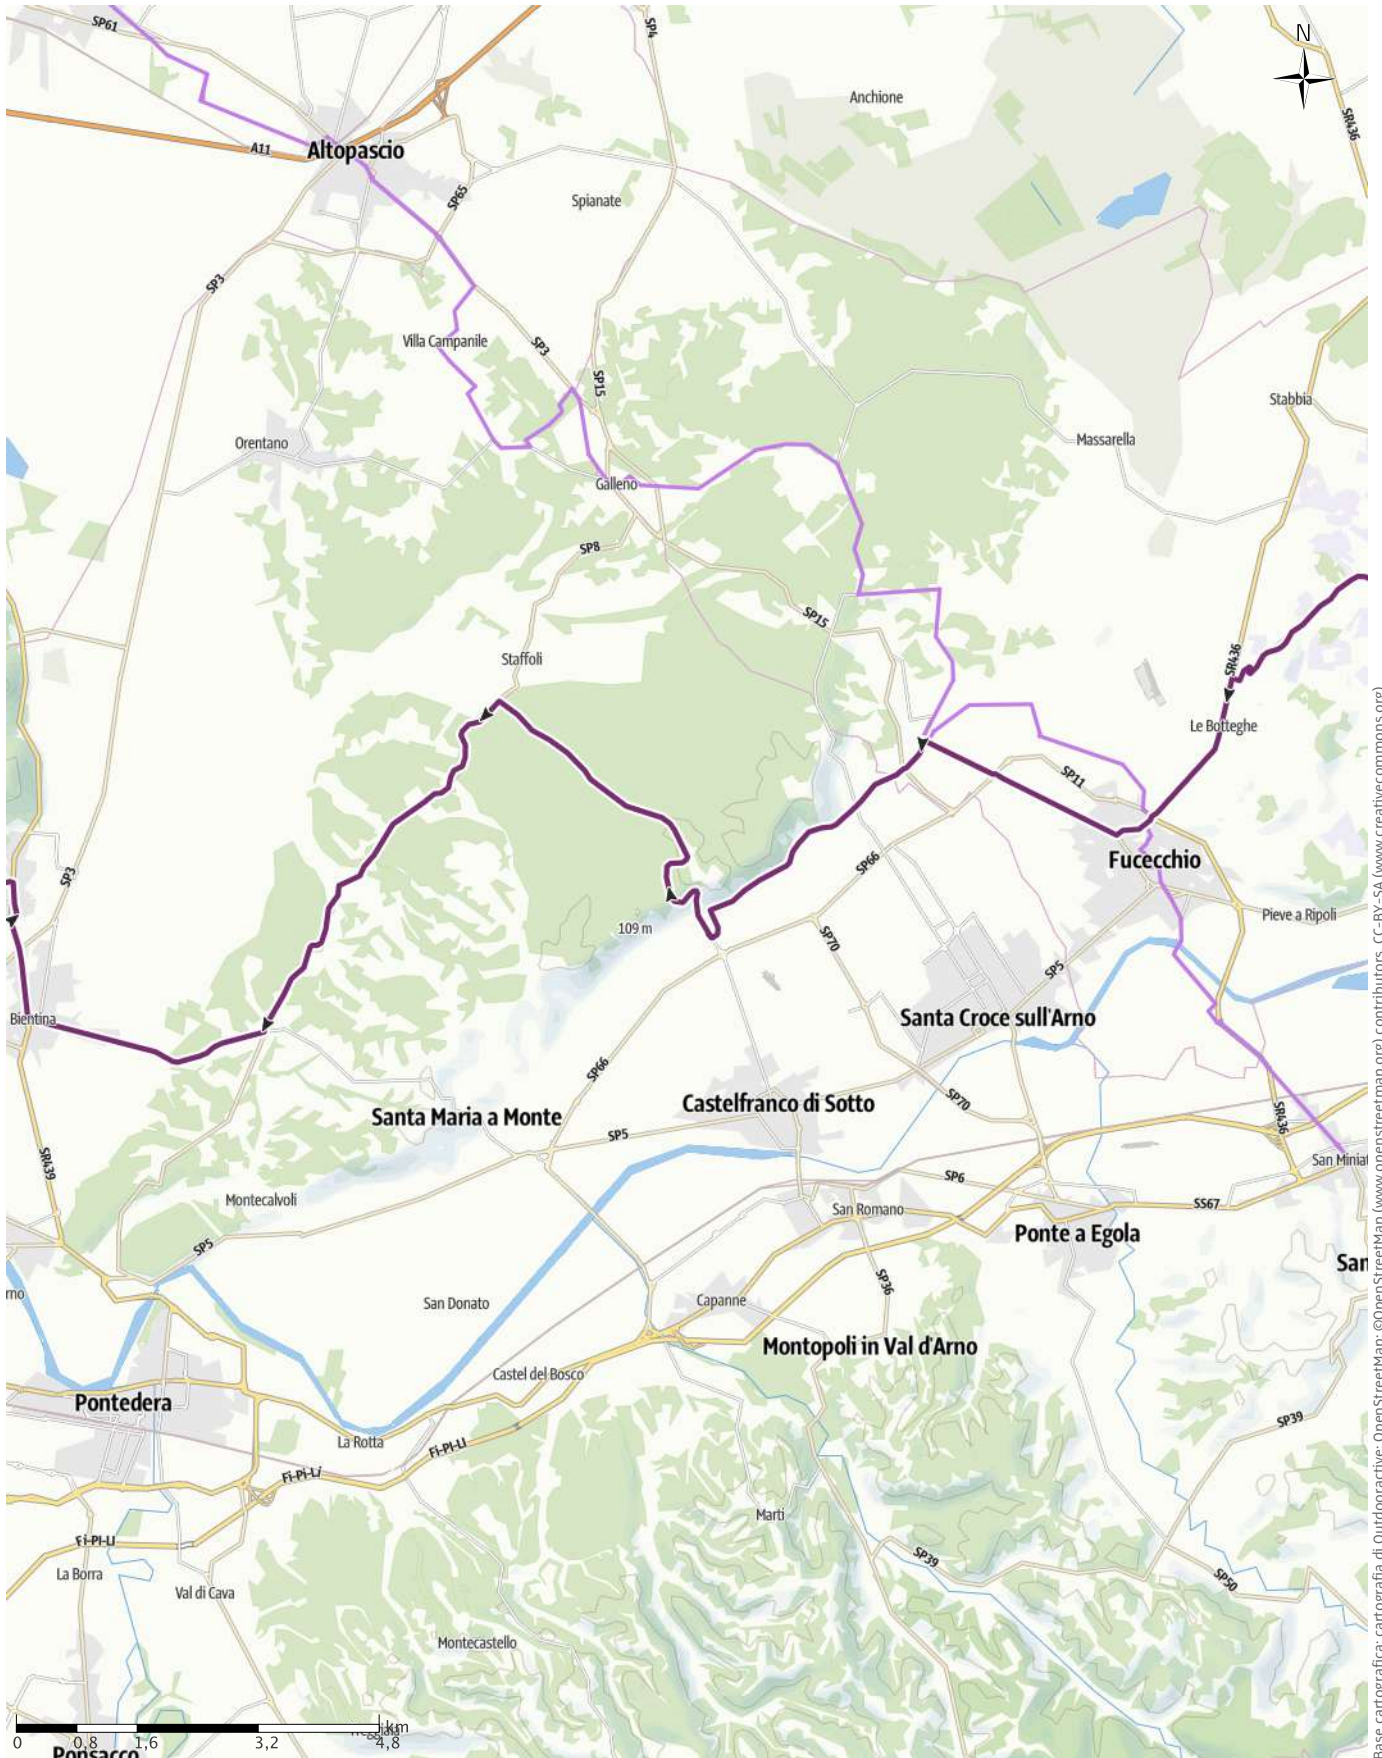 SP61
SP4
N
Anchione
SR436
A11
Altopascio
SP65
Spianate
SP3
Villa Campanile
SP3
SP15
Stabbia
Orentano
Massarella
Galleno
SP8
SP15
Staffoli
SR436
Le Botteghe
SP11
SP66
Fucecchio
SP3
109 m
SP70
Pieve a Ripoli
SP5
Bientina
Santa Croce sull'Arno
SP66
Castelfranco di Sotto
SP70
Santa Maria a Monte
SP5
SR436
SR439
San Miniat
SP6
Montecalvoli
San Romano
SS67
Ponte a Egola
SP5
San
rno
SP36
San Donato
Capanne
Montopoli in Val d'Arno
Castel del Bosco
Pontedera
SP39
La Rotta
Fi-PI-LI
Fi-Pi-Li
Marti
Fi-PI-LI
SP39
La Borra
SP50
Val di Cava
Montecastello
km
0 0,8 1,6 3,2 4,8
Ponsacco
Base cartografica: cartografia di Outdooractive; OpenStreetMap: ©OpenStreetMap (www.openstreetmap.org) contributors, CC-BY-SA (www.creativecommons.org)